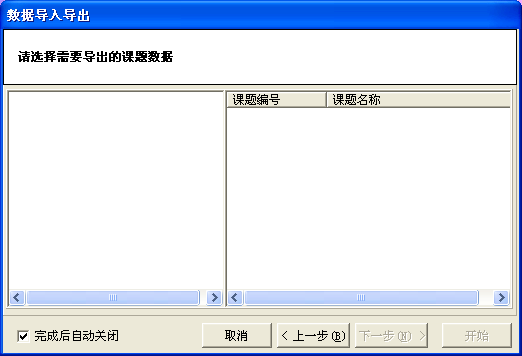 数据导入导出
请选择需要导出的课题数据
课题编号 课题名称
完成后自动关闭 取消 < 上一步(B) 下一步(N) > 开始